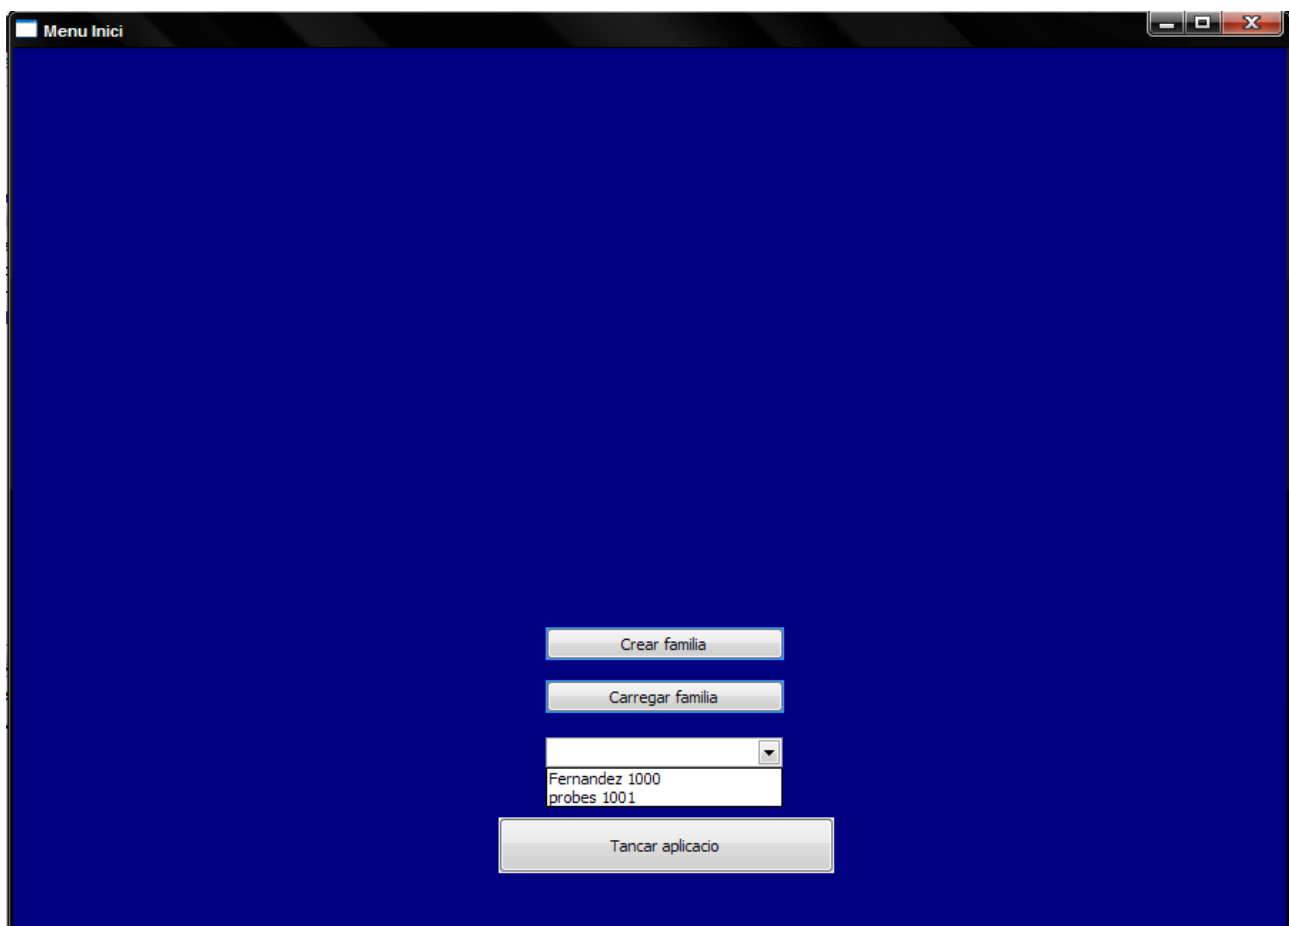 Menu Inici
Crear familia
Carregar familia
Fernandez 1000
probes 1001
Tancar aplicacio